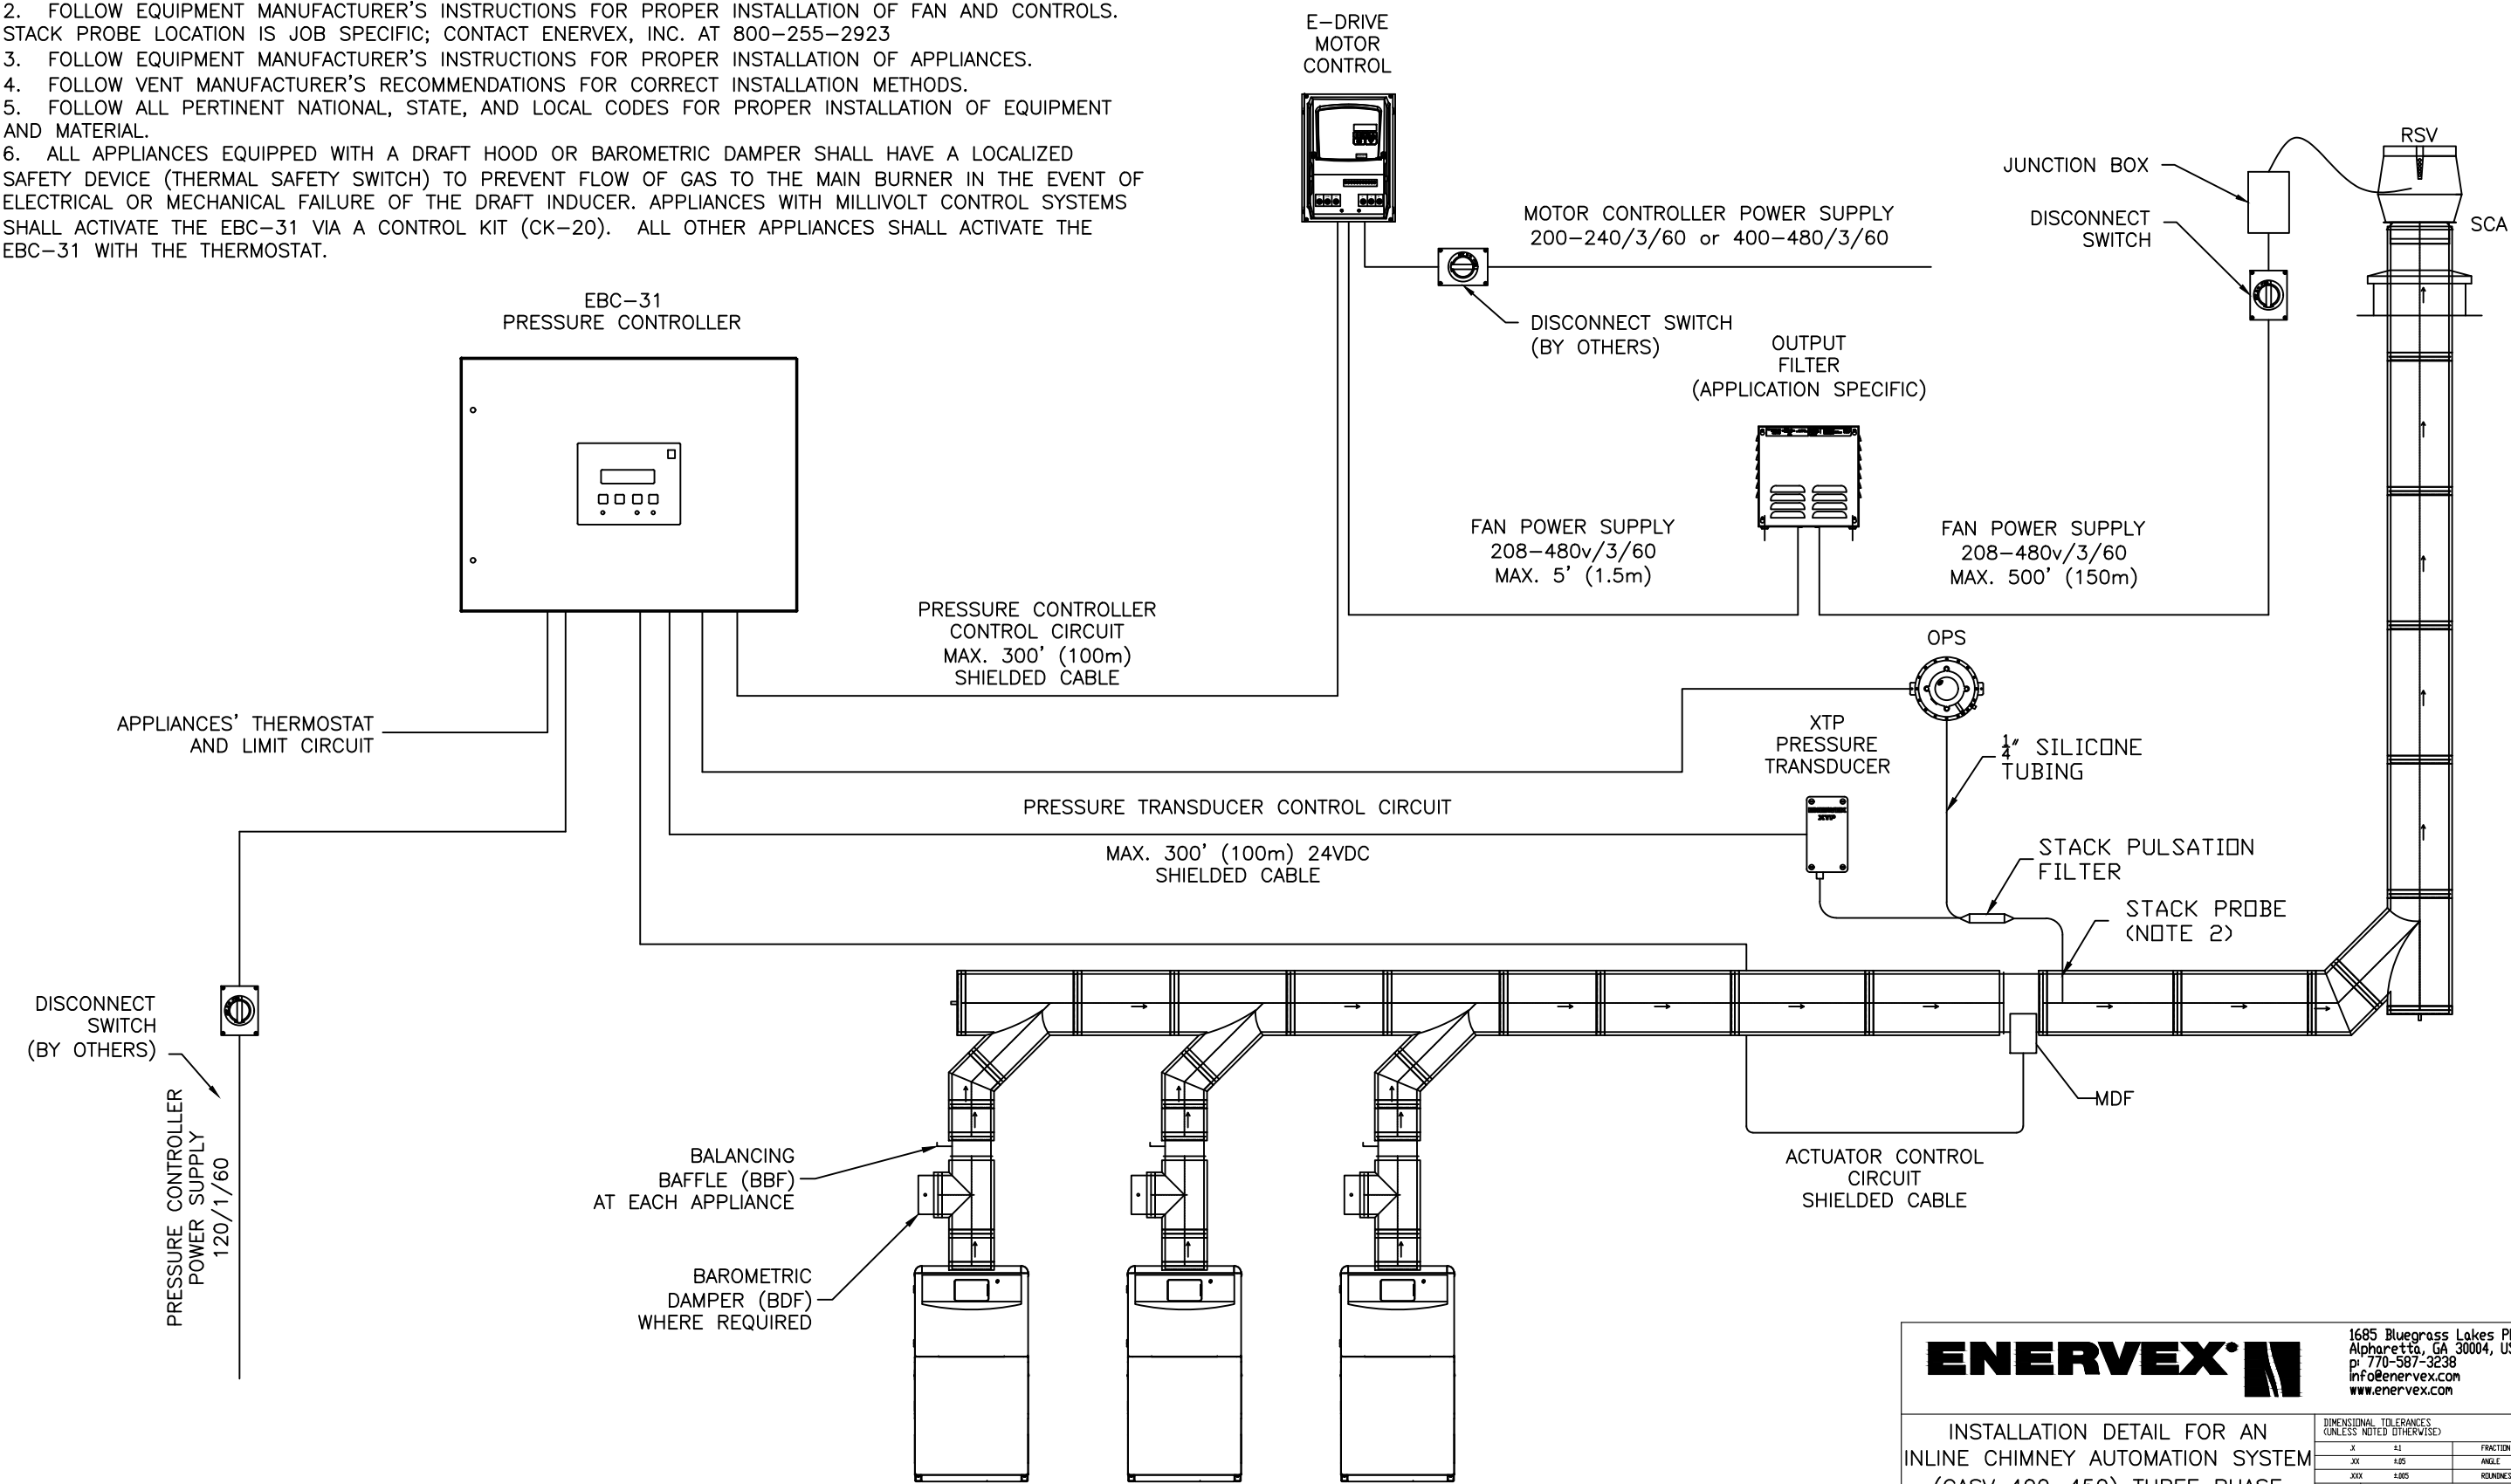 2. FOLLOW EQUIPMENT MANUFACTURER'S INSTRUCTIONS FOR PROPER INSTALLATION OF FAN AND CONTROLS.
STACK PROBE LOCATION IS JOB SPECIFIC; CONTACT ENERVEX, INC. AT 800-255-2923
3. FOLLOW EQUIPMENT MANUFACTURER'S INSTRUCTIONS FOR PROPER INSTALLATION OF APPLIANCES.
4. FOLLOW VENT MANUFACTURER'S RECOMMENDATIONS FOR CORRECT INSTALLATION METHODS.
5. FOLLOW ALL PERTINENT NATIONAL, STATE, AND LOCAL CODES FOR PROPER INSTALLATION OF EQUIPMENT
AND MATERIAL.
6. ALL APPLIANCES EQUIPPED WITH A DRAFT HOOD OR BAROMETRIC DAMPER SHALL HAVE A LOCALIZED
SAFETY DEVICE (THERMAL SAFETY SWITCH) TO PREVENT FLOW OF GAS TO THE MAIN BURNER IN THE EVENT OF
ELECTRICAL OR MECHANICAL FAILURE OF THE DRAFT INDUCER. APPLIANCES WITH MILLIVOLT CONTROL SYSTEMS
SHALL ACTIVATE THE EBC-31 VIA A CONTROL KIT (CK-20). ALL OTHER APPLIANCES SHALL ACTIVATE THE
EBC-31 WITH THE THERMOSTAT.
E-DRIVE
MOTOR
CONTROL
RSV
JUNCTION BOX
DISCONNECT
SWITCH
SCA
MOTOR CONTROLLER POWER SUPPLY
200-240/3/60 or 400-480/3/60
EBC-31
PRESSURE CONTROLLER
DISCONNECT SWITCH
(BY OTHERS)
OUTPUT
FILTER
(APPLICATION SPECIFIC)
FAN POWER SUPPLY
208-480v/3/60
MAX. 5' (1.5m)
FAN POWER SUPPLY
208-480v/3/60
MAX. 500' (150m)
PRESSURE CONTROLLER
CONTROL CIRCUIT
MAX. 300' (100m)
SHIELDED CABLE
OPS
APPLIANCES' THERMOSTAT
AND LIMIT CIRCUIT
XTP
PRESSURE
TRANSDUCER
1/4" SILICONE
TUBING
PRESSURE TRANSDUCER CONTROL CIRCUIT
MAX. 300' (100m) 24VDC
SHIELDED CABLE
XTP
STACK PULSATION
FILTER
STACK PROBE
(NOTE 2)
DISCONNECT
SWITCH
(BY OTHERS)
PRESSURE CONTROLLER
POWER SUPPLY
120/1/60
MDF
BALANCING
BAFFLE (BBF)
AT EACH APPLIANCE
ACTUATOR CONTROL
CIRCUIT
SHIELDED CABLE
BAROMETRIC
DAMPER (BDF)
WHERE REQUIRED
ENERVEX
1685 Bluegrass Lakes
Alpharetta, GA 30004,
p: 770-587-3238
info@enervex.com
www.enervex.com
INSTALLATION DETAIL FOR AN
INLINE CHIMNEY AUTOMATION SYSTEM
DIMENSIONAL TOLERANCES
(UNLESS NOTED OTHERWISE)
.X ±.1 FRACTION
.XX ±.05 ANGLE
.XXX ±.005